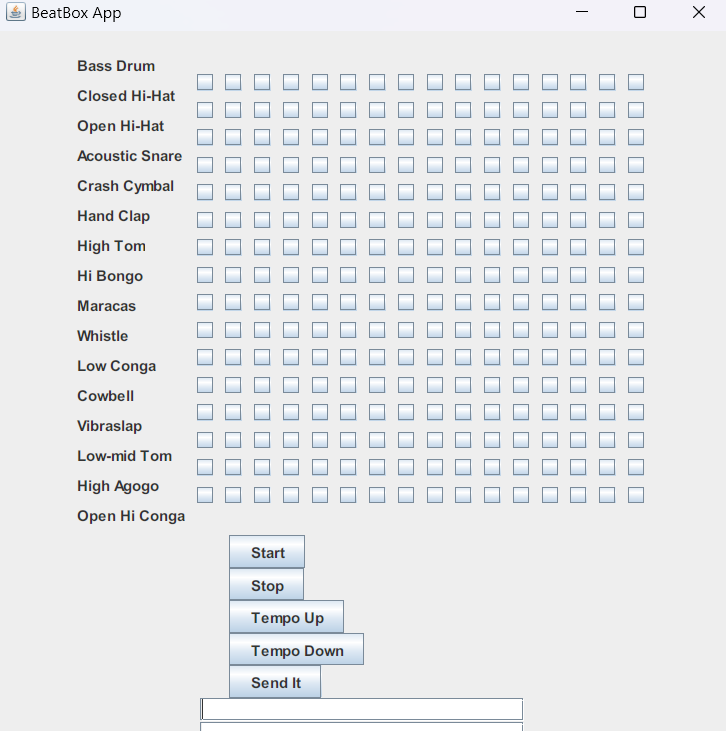 BeatBox App
Bass Drum
Closed Hi-Hat
Open Hi-Hat
Acoustic Snare
Crash Cymbal
Hand Clap
High Tom
Hi Bongo
Maracas
Whistle
Low Conga
Cowbell
Vibraslap
Low-mid Tom
High Agogo
Open Hi Conga
Start
Stop
Tempo Up
Tempo Down
Send It